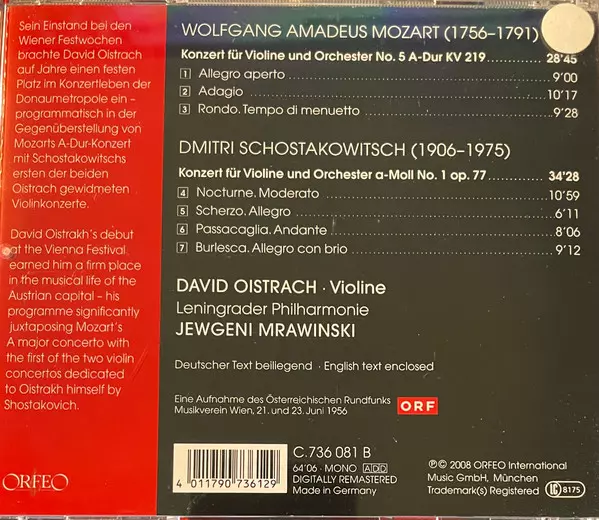 Sein Einstand bei den
Wiener Festwochen
brachte David Oistrach
auf Jahre einen festen
Platz im Konzertleben der
Donaumetropole ein –
programmatisch in der
Gegenüberstellung von
Mozarts A-Dur-Konzert
mit Schostakowitschs
ersten der beiden
Oistrach gewidmeten
Violinkonzerte.
David Oistrakh's debut
at the Vienna Festival
earned him a firm place
in the musical life of the
Austrian capital – his
programme significantly
juxtaposing Mozart's
A major concerto with
the first of the two violin
concertos dedicated
to Oistrakh himself by
Shostakovich.
ORFEO
WOLFGANG AMADEUS MOZART (1756–1791)
Konzert für Violine und Orchester No. 5 A-Dur KV 219 28'45
1 Allegro aperto 9'00
2 Adagio 10'17
3 Rondo. Tempo di menuetto 9'28
DMITRI SCHOSTAKOWITSCH (1906–1975)
Konzert für Violine und Orchester a-Moll No. 1 op. 77 34'28
4 Nocturne. Moderato 10'59
5 Scherzo. Allegro 6'11
6 Passacaglia. Andante 8'06
7 Burlesca. Allegro con brio 9'12
DAVID OISTRACH · Violine
Leningrader Philharmonie
JEWGENI MRAWINSKI
Deutscher Text beiliegend · English text enclosed
Eine Aufnahme des Österreichischen Rundfunks
Musikverein Wien, 21. und 23. Juni 1956
ORF
4 011790 736129
C 736 081 B
64'06 · MONO ADD
DIGITALLY REMASTERED
Made in Germany
℗© 2008 ORFEO International
Music GmbH, München
Trademark(s) Registered
LC 8175